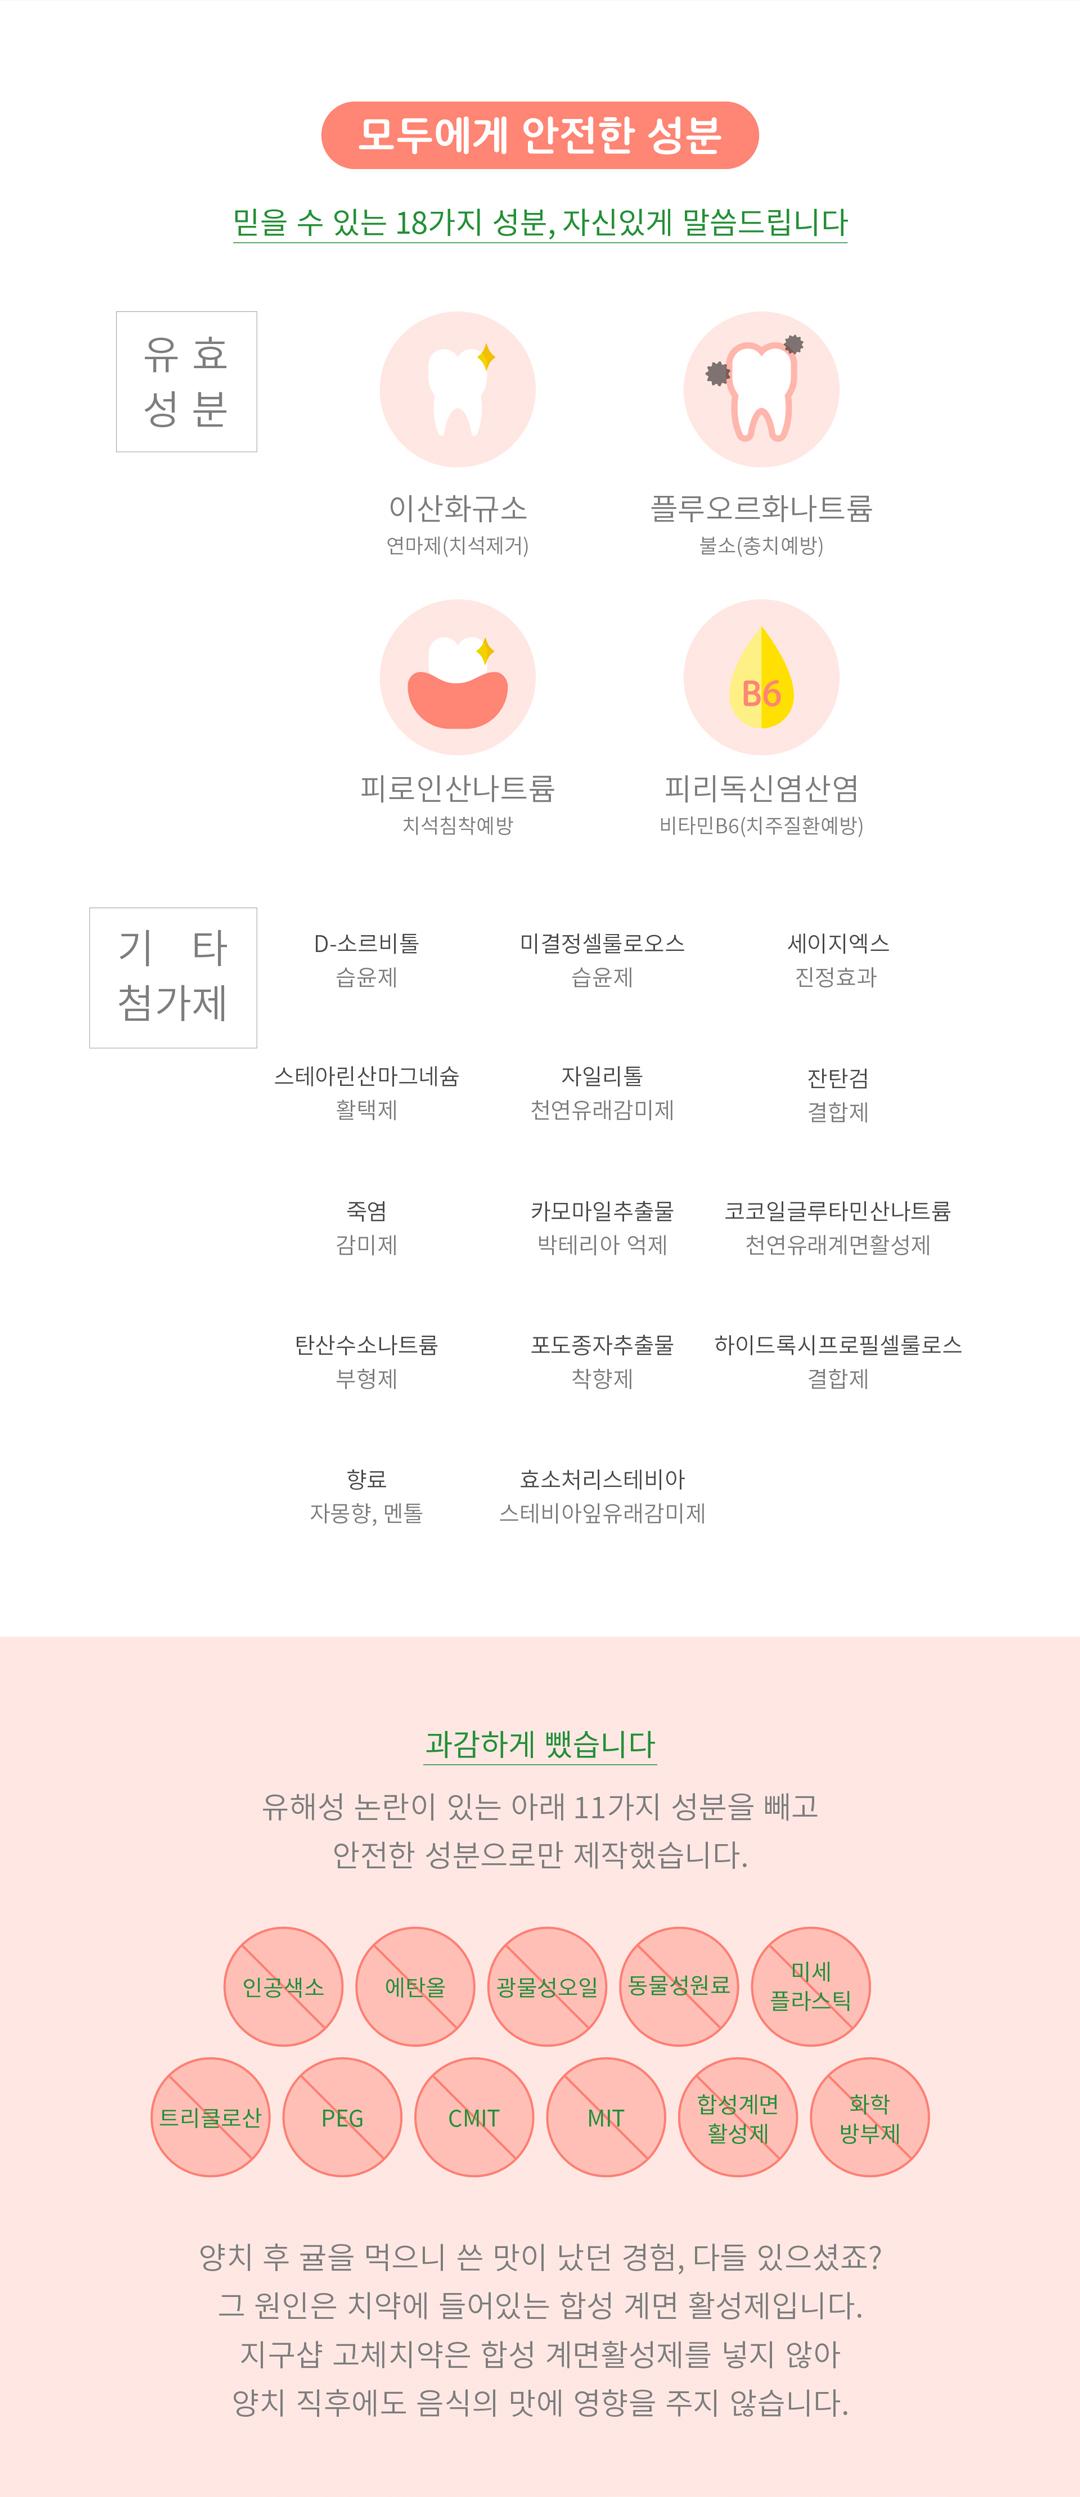 모두에게 안전한 성분
믿을 수 있는 18가지 성분, 자신있게 말씀드립니다
유 효
성 분
이산화규소
연마제(치석제거)
플루오르화나트륨
불소(충치예방)
피로인산나트륨
치석침착예방
B6
피리독신염산염
비타민B6(치주질환예방)
기 타
첨가제
D-소르비톨
습윤제
미결정셀룰로오스
습윤제
세이지엑스
진정효과
스테아린산마그네슘
활택제
자일리톨
천연유래감미제
잔탄검
결합제
죽염
감미제
카모마일추출물
박테리아 억제
코코일글루타민산나트륨
천연유래계면활성제
탄산수소나트륨
부형제
포도종자추출물
착향제
하이드록시프로필셀룰로스
결합제
향료
자몽향, 멘톨
효소처리스테비아
스테비아잎유래감미제
과감하게 뺐습니다
유해성 논란이 있는 아래 11가지 성분을 빼고
안전한 성분으로만 제작했습니다.
인공색소
에탄올
광물성오일
동물성원료
미세
플라스틱
트리클로산
PEG
CMIT
MIT
합성계면
활성제
화학
방부제
양치 후 귤을 먹으니 쓴 맛이 났던 경험, 다들 있으셨죠?
그 원인은 치약에 들어있는 합성 계면 활성제입니다.
지구샵 고체치약은 합성 계면활성제를 넣지 않아
양치 직후에도 음식의 맛에 영향을 주지 않습니다.